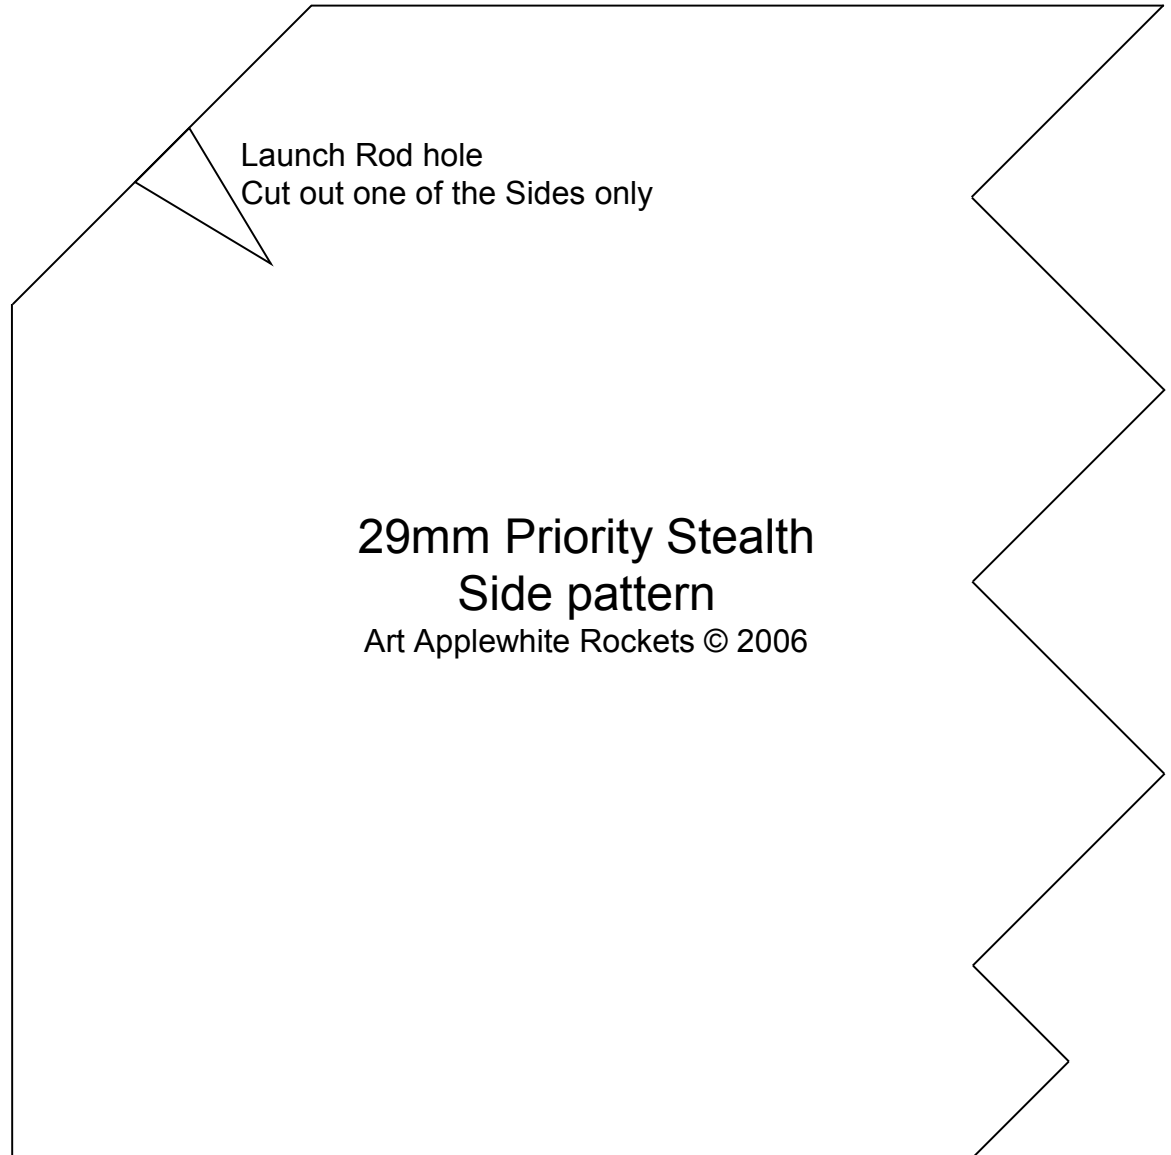 Launch Rod hole
Cut out one of the Sides only
29mm Priority Stealth
Side pattern
Art Applewhite Rockets © 2006